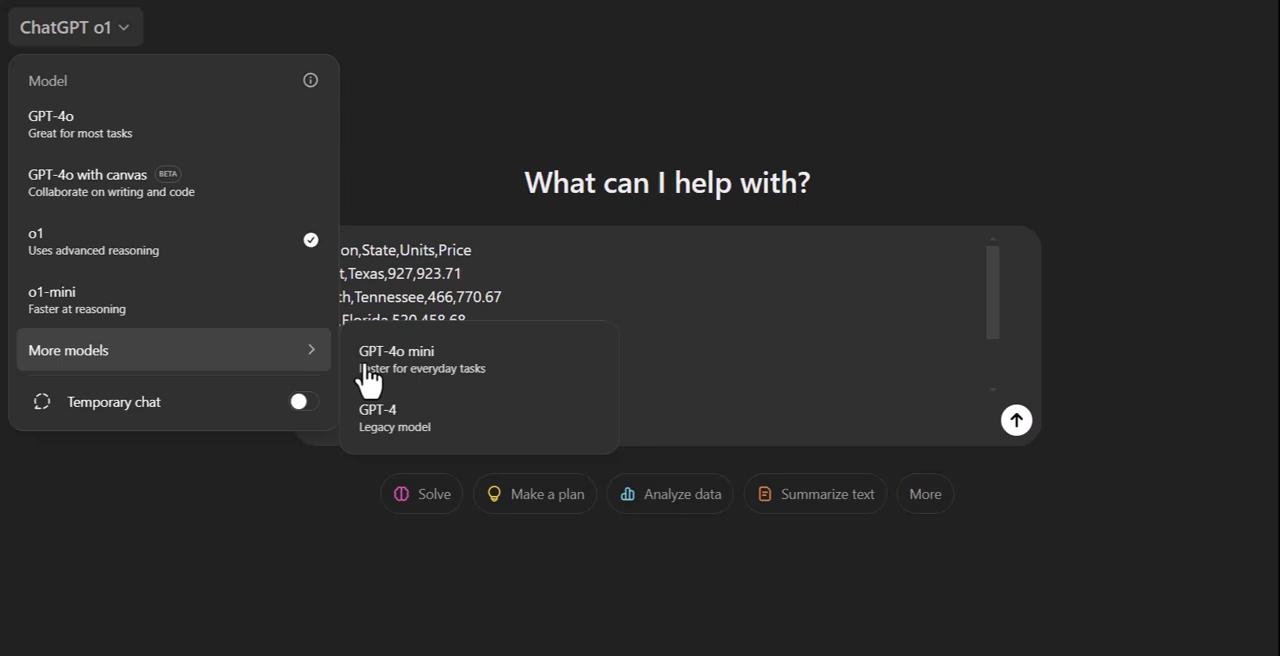 ChatGPT o1
Model
GPT-4o
Great for most tasks
GPT-4o with canvas BETA
Collaborate on writing and code
o1
Uses advanced reasoning
o1-mini
Faster at reasoning
More models
Temporary chat
GPT-4o mini
for everyday tasks
GPT-4
Legacy model
What can I help with?
on,State,Units,Price
t,Texas,927,923.71
th,Tennessee,466,770.67
Solve
Make a plan
Analyze data
Summarize text
More